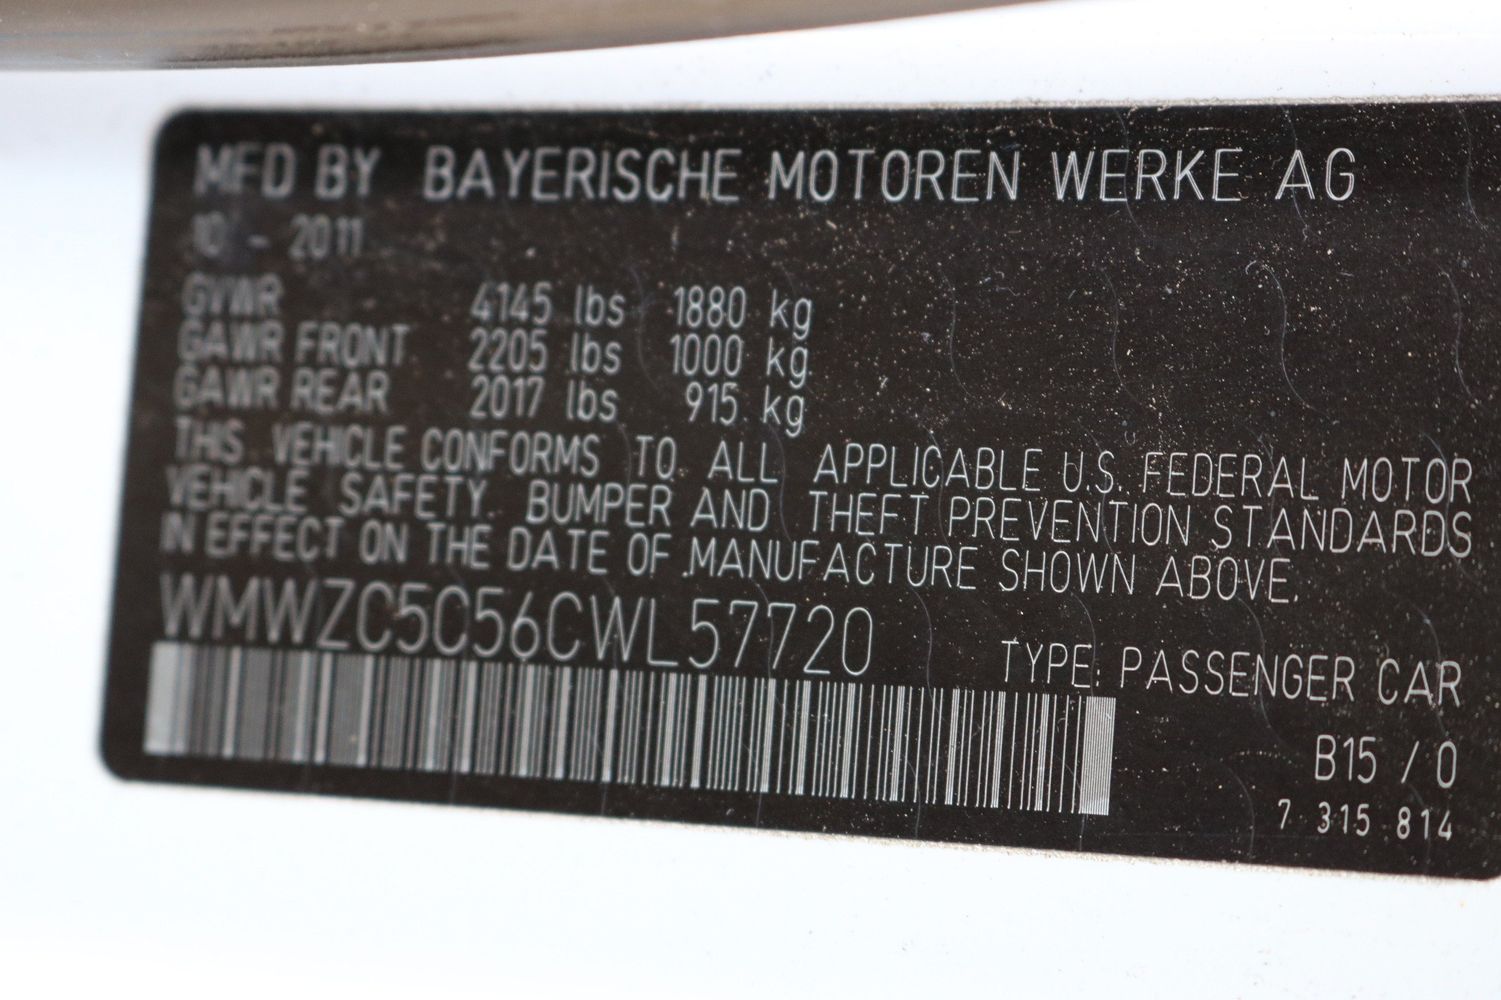 MFD BY BAYERISCHE MOTOREN WERKE AG
10 - 2011
GVWR 4145 lbs 1880 kg
GAWR FRONT 2205 lbs 1000 kg
GAWR REAR 2017 lbs 915 kg
THIS VEHICLE CONFORMS TO ALL APPLICABLE U.S. FEDERAL MOTOR
VEHICLE SAFETY, BUMPER AND THEFT PREVENTION STANDARDS
IN EFFECT ON THE DATE OF MANUFACTURE SHOWN ABOVE.
WMWZC5C56CWL57720
TYPE: PASSENGER CAR
B15 / 0
7 315 814